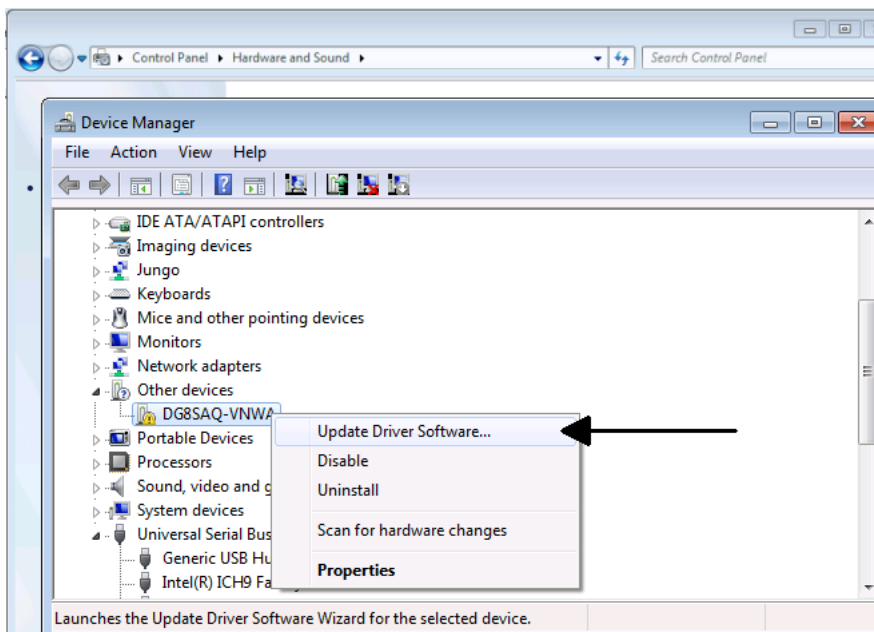 Control Panel ▸ Hardware and Sound ▸
Search Control Panel
Device Manager
File Action View Help
IDE ATA/ATAPI controllers
Imaging devices
Jungo
Keyboards
Mice and other pointing devices
Monitors
Network adapters
Other devices
DG8SAQ-VNWA
Update Driver Software...
Portable Devices
Disable
Processors
Sound, video and g
Uninstall
System devices
Universal Serial Bus
Scan for hardware changes
Generic USB Hu
Properties
Intel(R) ICH9 Fa
Launches the Update Driver Software Wizard for the selected device.